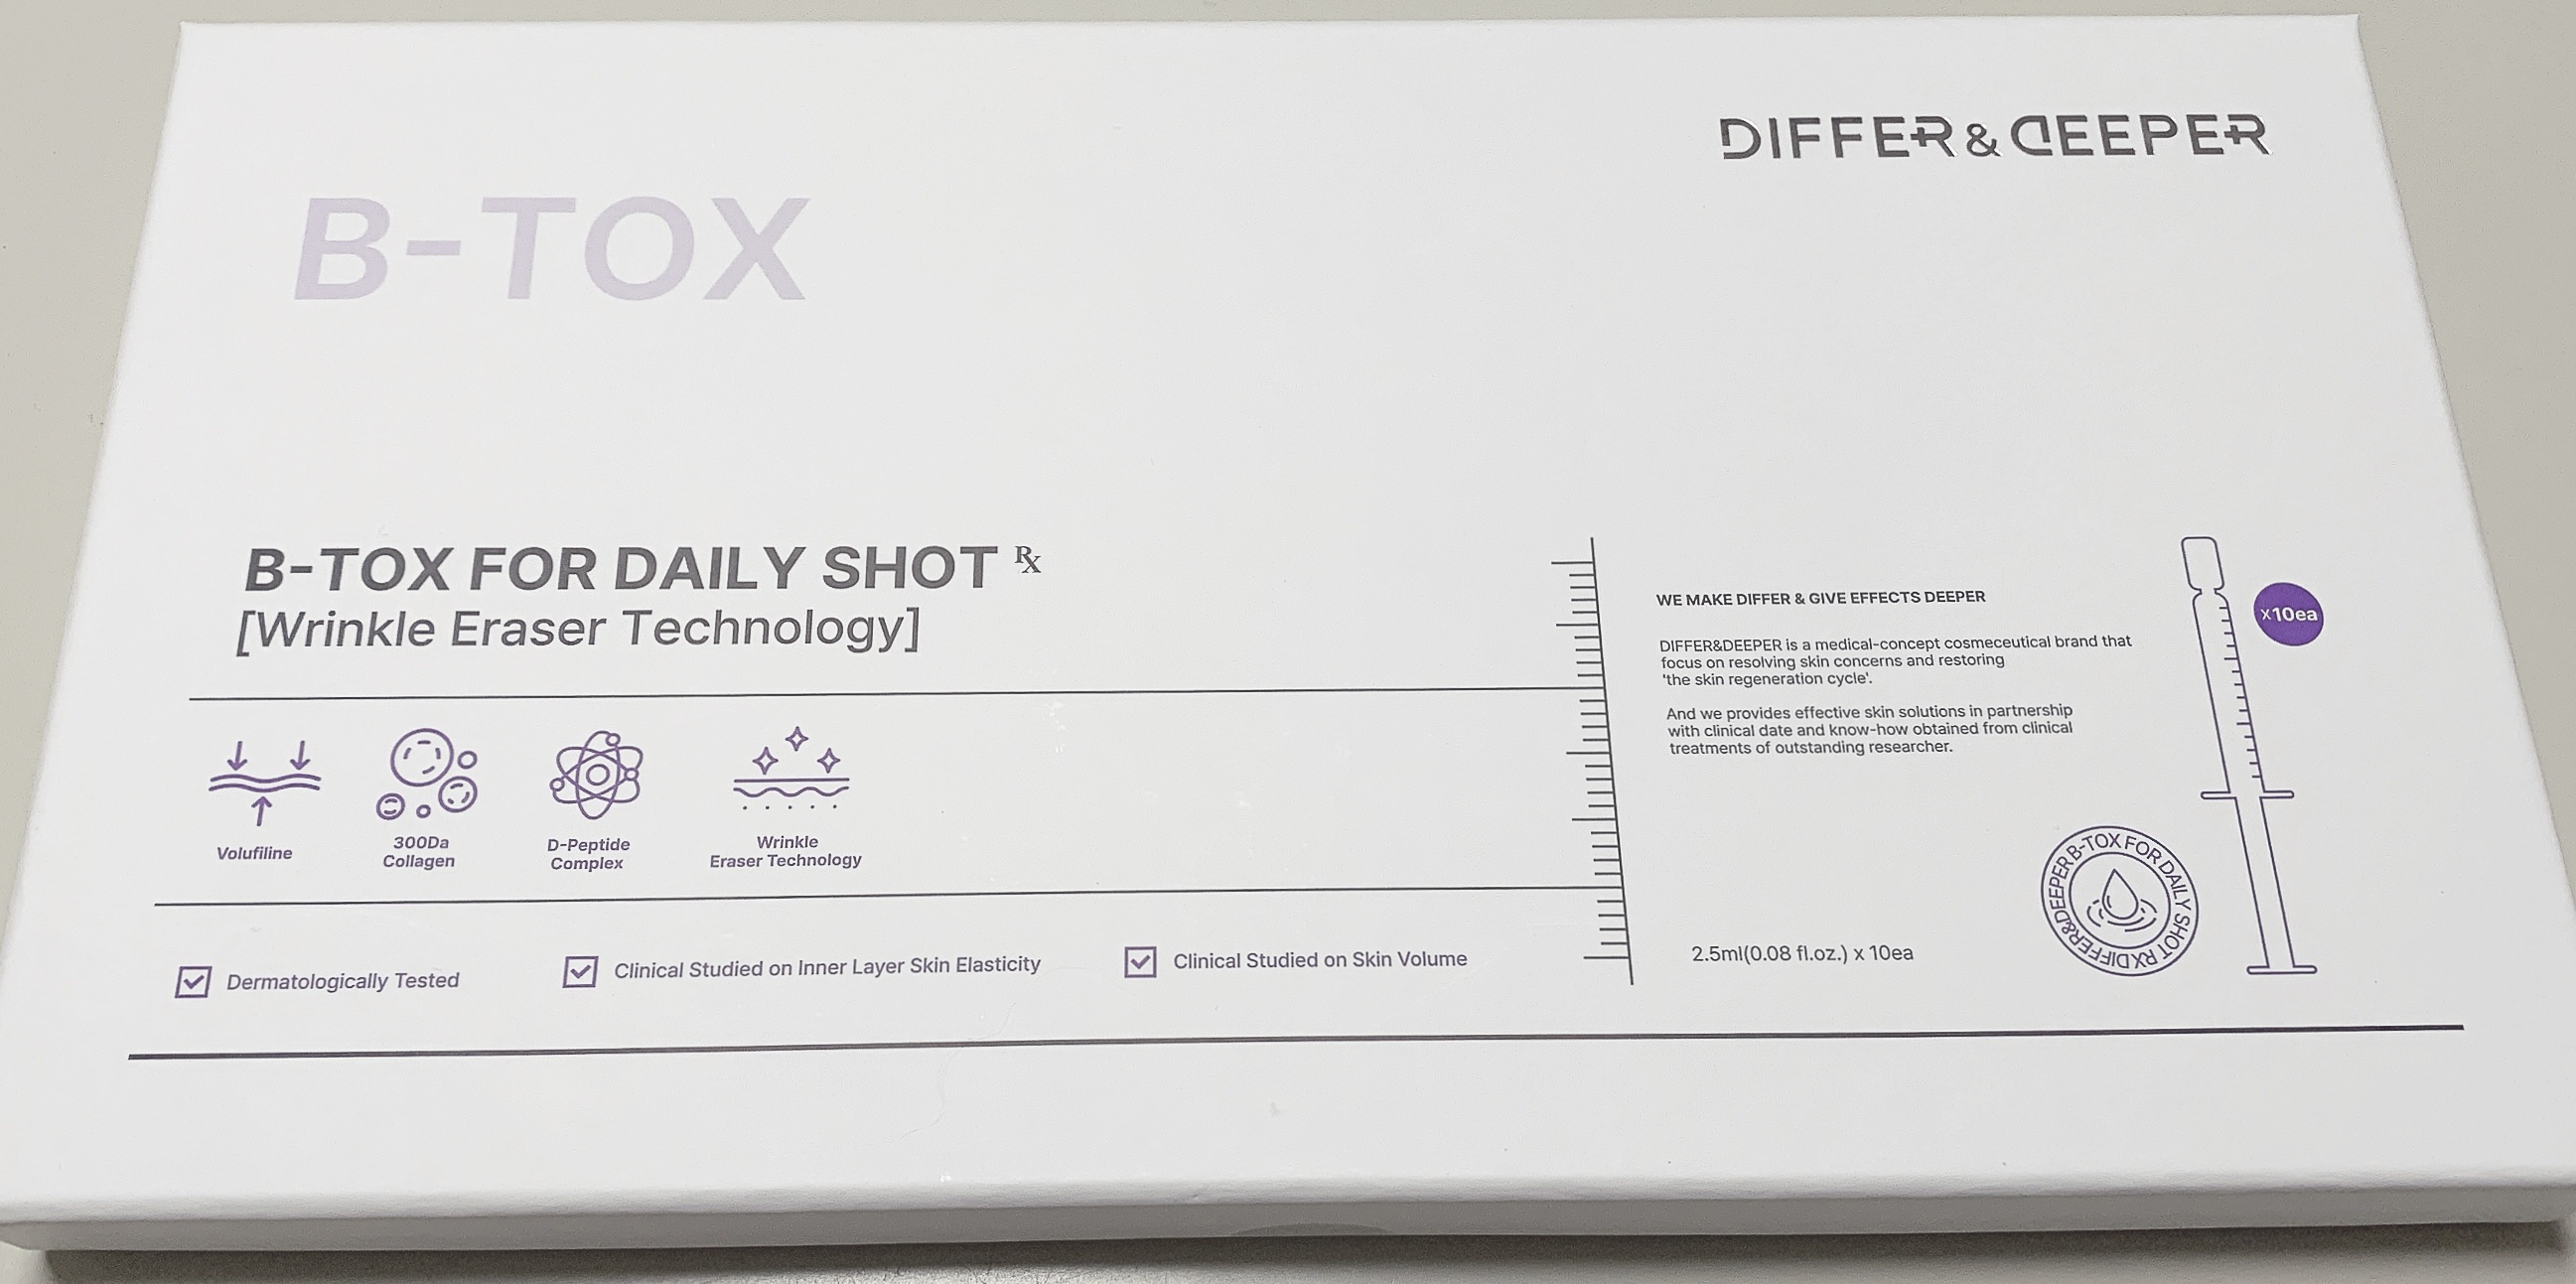 DIFFER & DEEPER
B-TOX
B-TOX FOR DAILY SHOT Rx
[Wrinkle Eraser Technology]
Volufiline
300Da
Collagen
D-Peptide
Complex
Wrinkle
Eraser Technology
Dermatologically Tested
Clinical Studied on Inner Layer Skin Elasticity
Clinical Studied on Skin Volume
WE MAKE DIFFER & GIVE EFFECTS DEEPER
DIFFER&DEEPER is a medical-concept cosmeceutical brand that
focus on resolving skin concerns and restoring
'the skin regeneration cycle'.
And we provides effective skin solutions in partnership
with clinical date and know-how obtained from clinical
treatments of outstanding researcher.
2.5ml(0.08 fl.oz.) x 10ea
x10ea
B-TOX FOR DAILY SHOT RX DIFFER&DEEPER